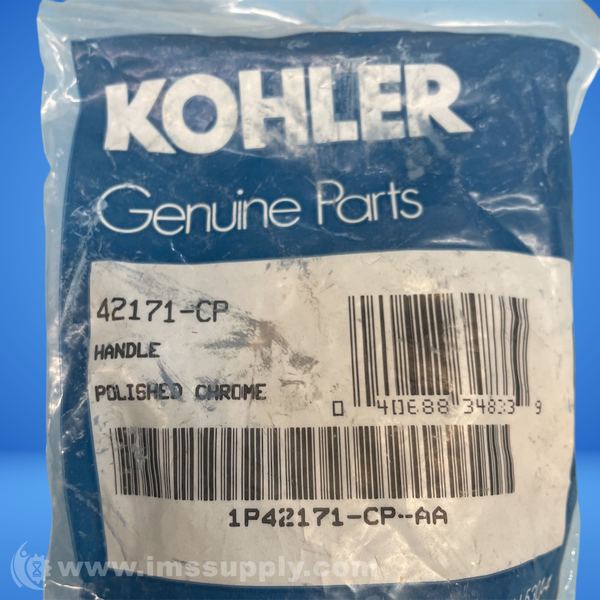 KOHLER
Genuine Parts
42171-CP
HANDLE
POLISHED CHROME
0 40688 34833 9
1P42171-CP-AA
www.imssupply.com